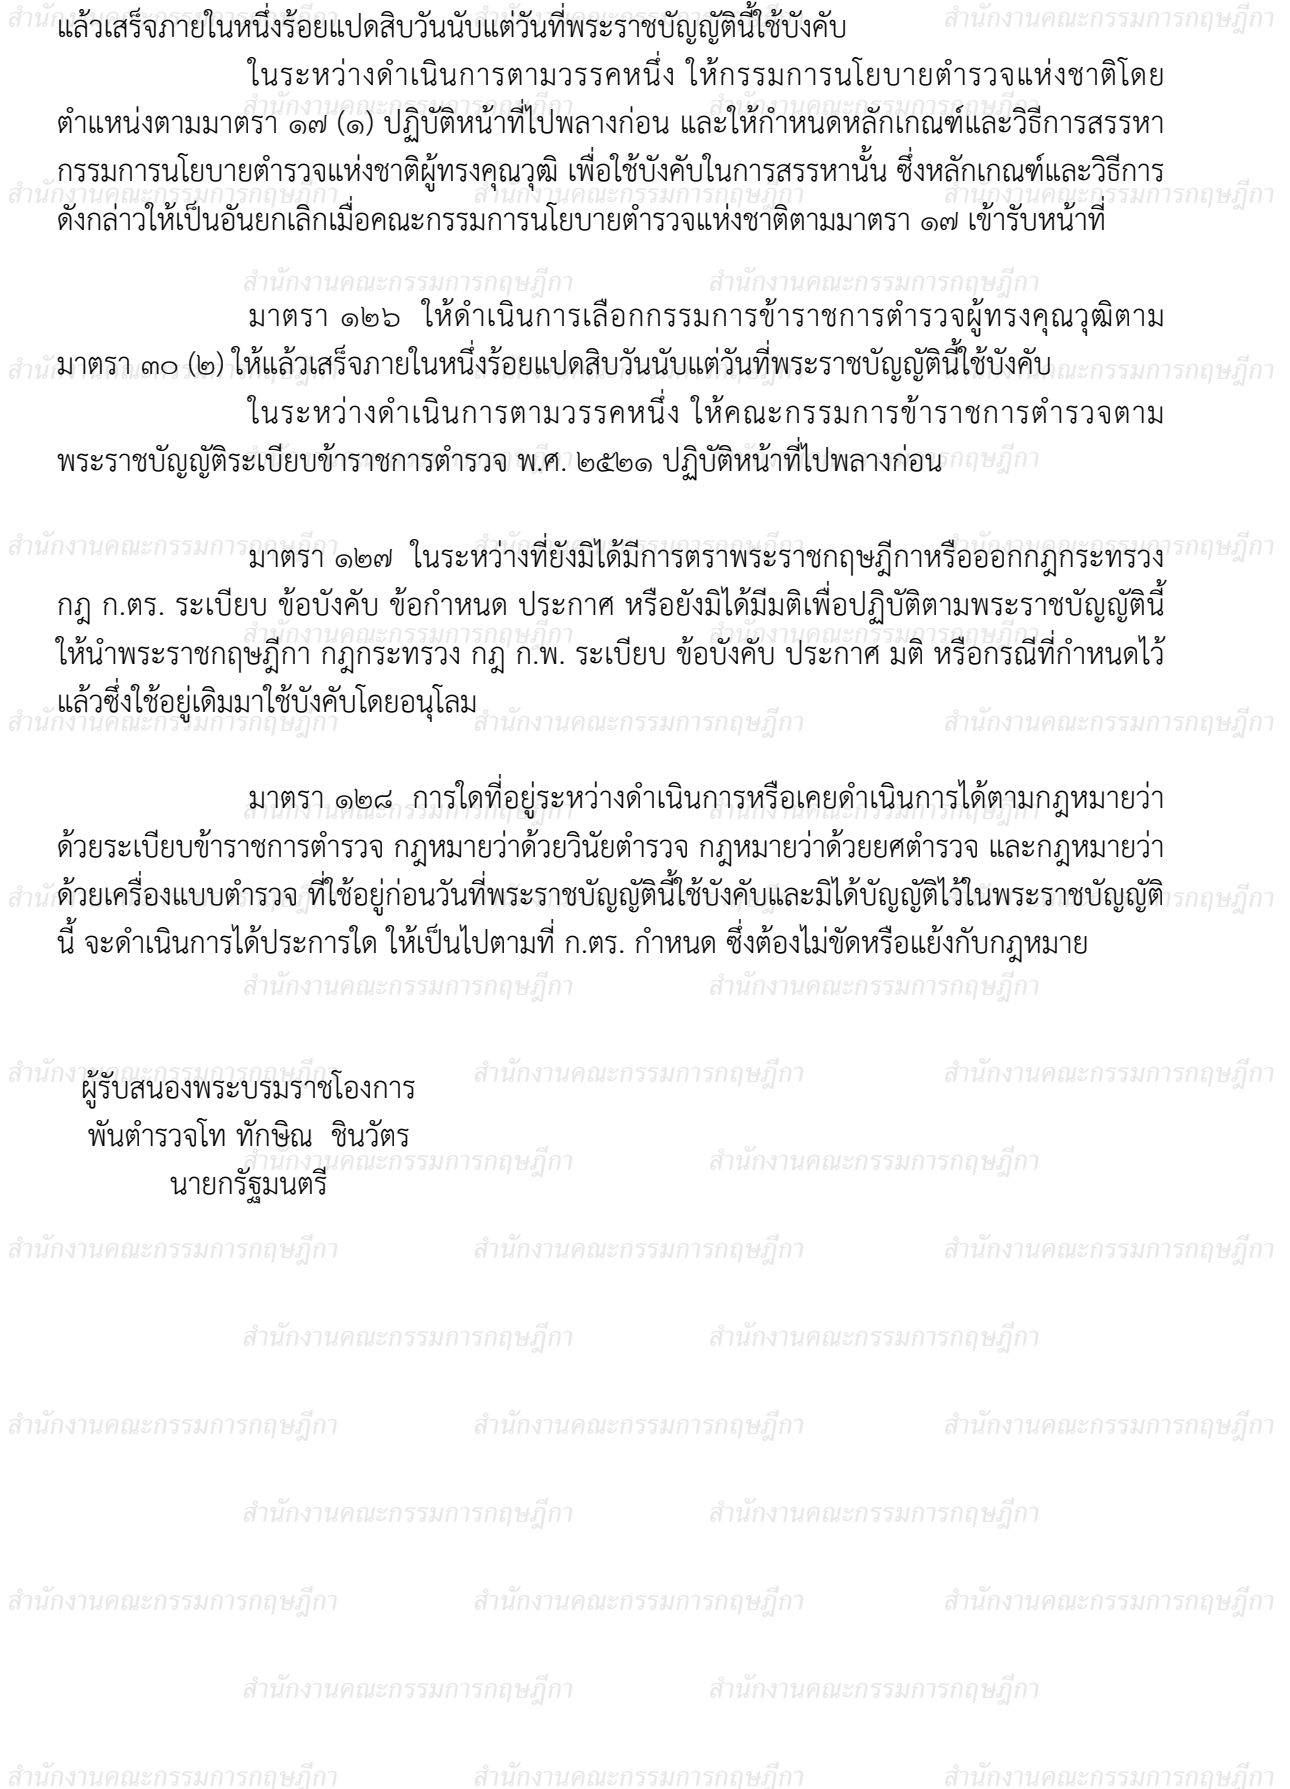 แล้วเสร็จภายในหนึ่งร้อยแปดสิบวันนับแต่วันที่พระราชบัญญัตินี้ใช้บังคับ
ในระหว่างดำเนินการตามวรรคหนึ่ง ให้กรรมการนโยบายตำรวจแห่งชาติโดย
ตำแหน่งตามมาตรา ๑๗ (๑) ปฏิบัติหน้าที่ไปพลางก่อน และให้กำหนดหลักเกณฑ์และวิธีการสรรหา
กรรมการนโยบายตำรวจแห่งชาติผู้ทรงคุณวุฒิ เพื่อใช้บังคับในการสรรหานั้น ซึ่งหลักเกณฑ์และวิธีการ
ดังกล่าวให้เป็นอันยกเลิกเมื่อคณะกรรมการนโยบายตำรวจแห่งชาติตามมาตรา ๑๗ เข้ารับหน้าที่
มาตรา ๑๒๖ ให้ดำเนินการเลือกกรรมการข้าราชการตำรวจผู้ทรงคุณวุฒิตาม
มาตรา ๓๐ (๒) ให้แล้วเสร็จภายในหนึ่งร้อยแปดสิบวันนับแต่วันที่พระราชบัญญัตินี้ใช้บังคับ
ในระหว่างดำเนินการตามวรรคหนึ่ง ให้คณะกรรมการข้าราชการตำรวจตาม
พระราชบัญญัติระเบียบข้าราชการตำรวจ พ.ศ. ๒๕๒๑ ปฏิบัติหน้าที่ไปพลางก่อน
มาตรา ๑๒๗ ในระหว่างที่ยังมิได้มีการตราพระราชกฤษฎีกาหรือออกกฎกระทรวง
กฎ ก.ตร. ระเบียบ ข้อบังคับ ข้อกำหนด ประกาศ หรือยังมิได้มีมติเพื่อปฏิบัติตามพระราชบัญญัตินี้
ให้นำพระราชกฤษฎีกา กฎกระทรวง กฎ ก.พ. ระเบียบ ข้อบังคับ ประกาศ มติ หรือกรณีที่กำหนดไว้
แล้วซึ่งใช้อยู่เดิมมาใช้บังคับโดยอนุโลม
มาตรา ๑๒๘ การใดที่อยู่ระหว่างดำเนินการหรือเคยดำเนินการได้ตามกฎหมายว่า
ด้วยระเบียบข้าราชการตำรวจ กฎหมายว่าด้วยวินัยตำรวจ กฎหมายว่าด้วยยศตำรวจ และกฎหมายว่า
ด้วยเครื่องแบบตำรวจ ที่ใช้อยู่ก่อนวันที่พระราชบัญญัตินี้ใช้บังคับและมิได้บัญญัติไว้ในพระราชบัญญัติ
นี้ จะดำเนินการได้ประการใด ให้เป็นไปตามที่ ก.ตร. กำหนด ซึ่งต้องไม่ขัดหรือแย้งกับกฎหมาย
ผู้รับสนองพระบรมราชโองการ
พันตำรวจโท ทักษิณ ชินวัตร
นายกรัฐมนตรี